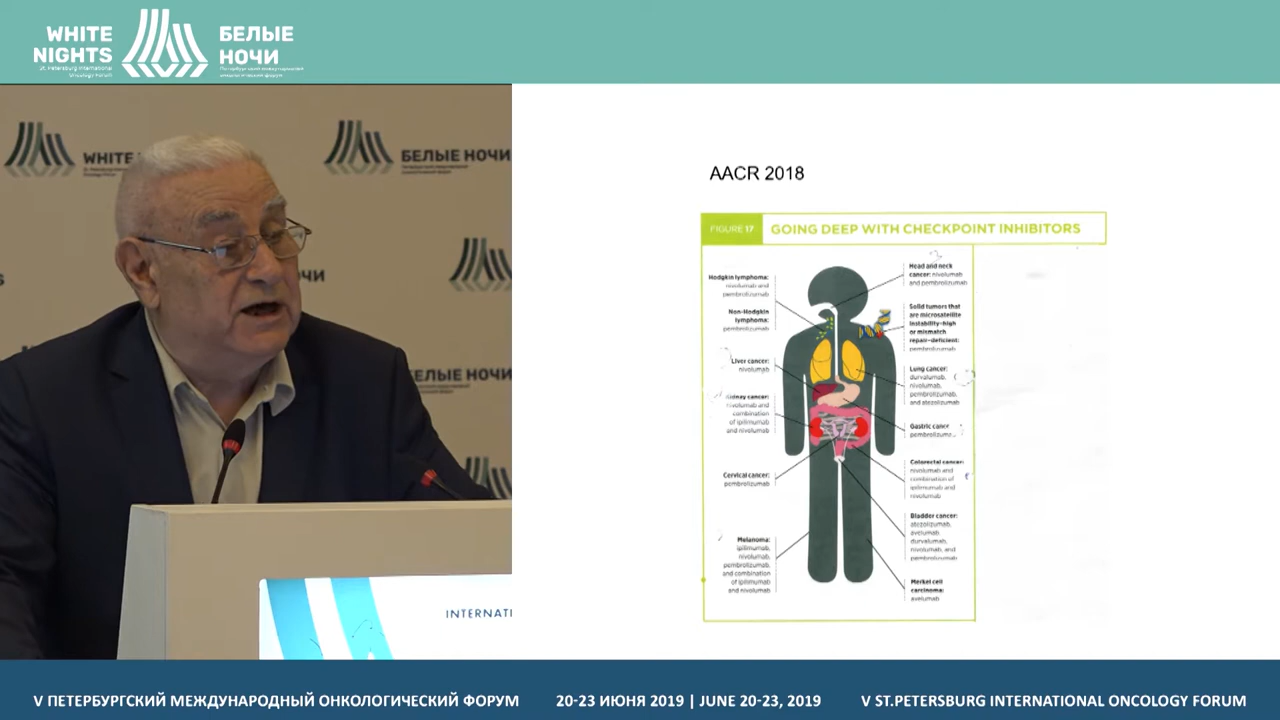 WHITE
NIGHTS
St. Petersburg International
Oncology Forum
БЕЛЫЕ
НОЧИ
Петербургский международный
онкологический форум
WHITE
БЕЛЫЕ НОЧИ
ОЧИ
БЕЛЫЕ НОЧИ
INTERNATI
AACR 2018
FIGURE 17
GOING DEEP WITH CHECKPOINT INHIBITORS
Hodgkin lymphoma:
nivolumab and
pembrolizumab
Non-Hodgkin
lymphoma:
pembrolizumab
Liver cancer:
nivolumab
Kidney cancer:
nivolumab and
combination
of ipilimumab
and nivolumab
Cervical cancer:
pembrolizumab
Melanoma:
ipilimumab,
nivolumab,
pembrolizumab,
and combination
of ipilimumab
and nivolumab
Head and neck
cancer: nivolumab
and pembrolizumab
Solid tumors that
are microsatellite
instability-high
or mismatch
repair-deficient:
pembrolizumab
Lung cancer:
durvalumab,
nivolumab,
pembrolizumab,
and atezolizumab
Gastric cancer
Colorectal cancer:
nivolumab and
combination of
ipilimumab and
nivolumab
Bladder cancer:
atezolizumab,
avelumab,
durvalumab,
nivolumab, and
pembrolizumab
Merkel cell
carcinoma:
avelumab
V ПЕТЕРБУРГСКИЙ МЕЖДУНАРОДНЫЙ ОНКОЛОГИЧЕСКИЙ ФОРУМ
20-23 ИЮНЯ 2019 | JUNE 20-23, 2019
V ST.PETERSBURG INTERNATIONAL ONCOLOGY FORUM